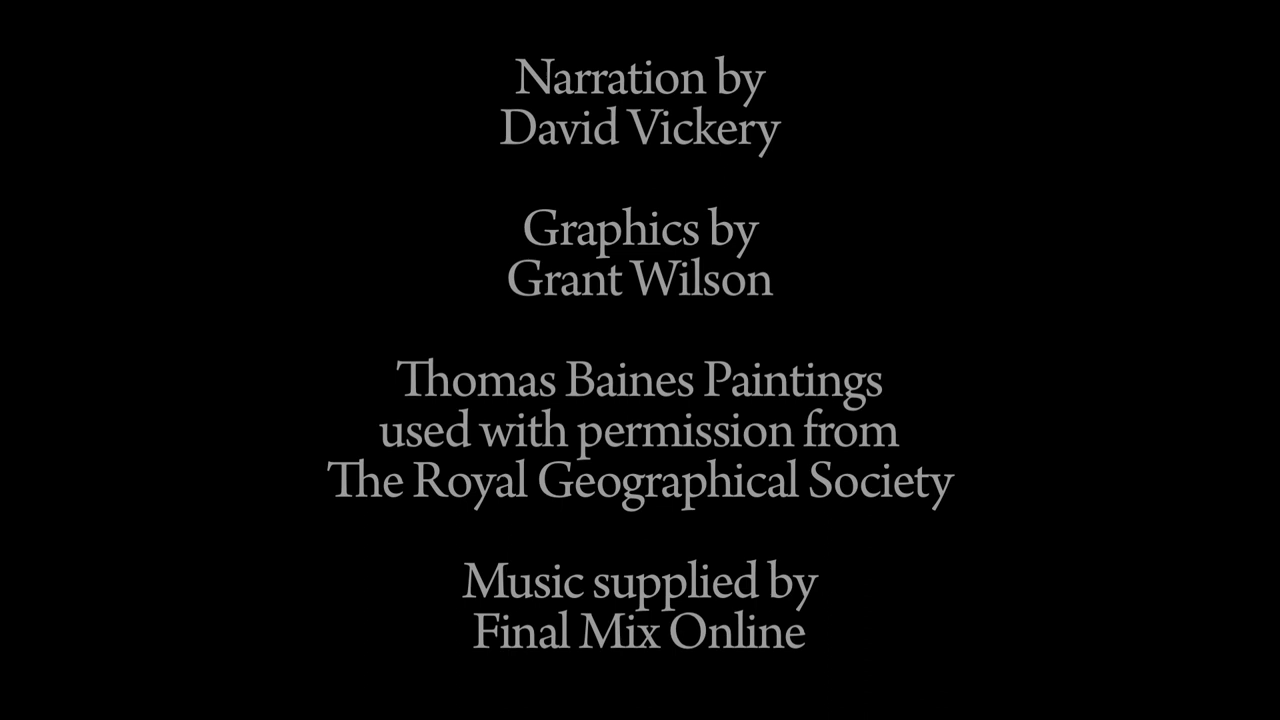 Narration by
David Vickery
Graphics by
Grant Wilson
Thomas Baines Paintings
used with permission from
The Royal Geographical Society
Music supplied by
Final Mix Online